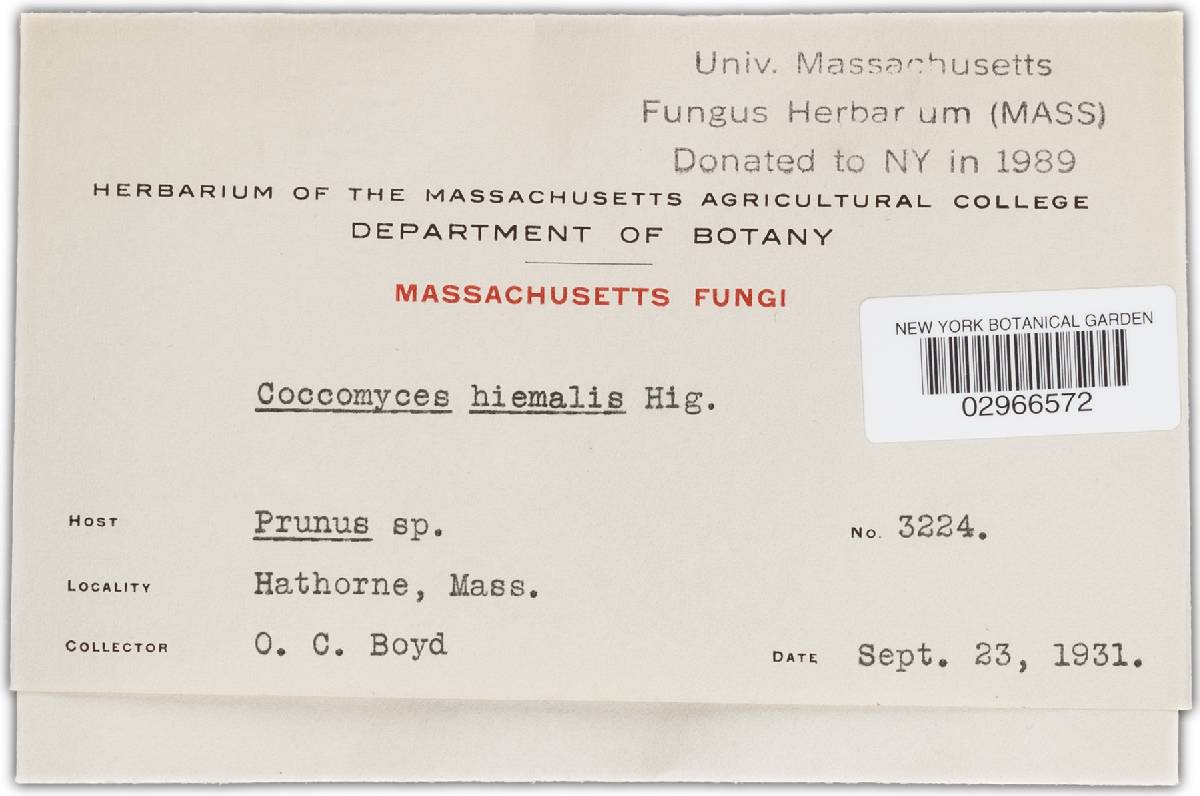 Univ. Massachusetts
Fungus Herbar um (MASS)
Donated to NY in 1989
HERBARIUM OF THE MASSACHUSETTS AGRICULTURAL COLLEGE
DEPARTMENT OF BOTANY
MASSACHUSETTS FUNGI
NEW YORK BOTANICAL GARDEN
02966572
Coccomyces hiemalis Hig.
HOST Prunus sp. No. 3224.
LOCALITY Hathorne, Mass.
COLLECTOR O. C. Boyd DATE Sept. 23, 1931.